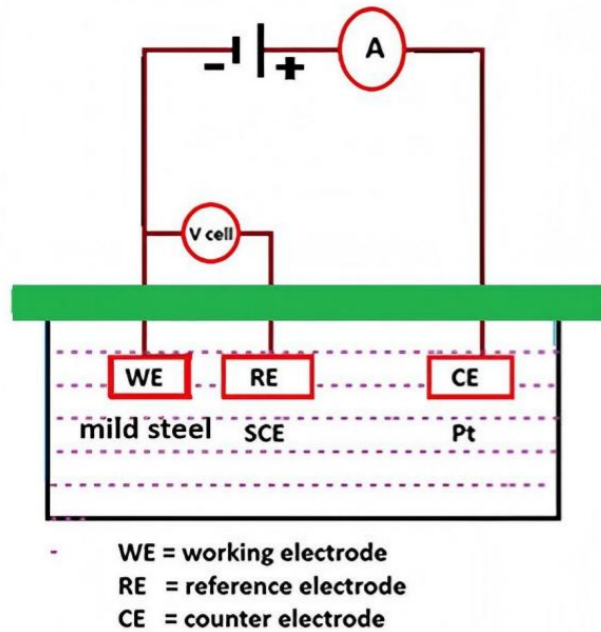 - +
A
V cell
WE RE CE
mild steel SCE Pt
WE = working electrode
RE = reference electrode
CE = counter electrode